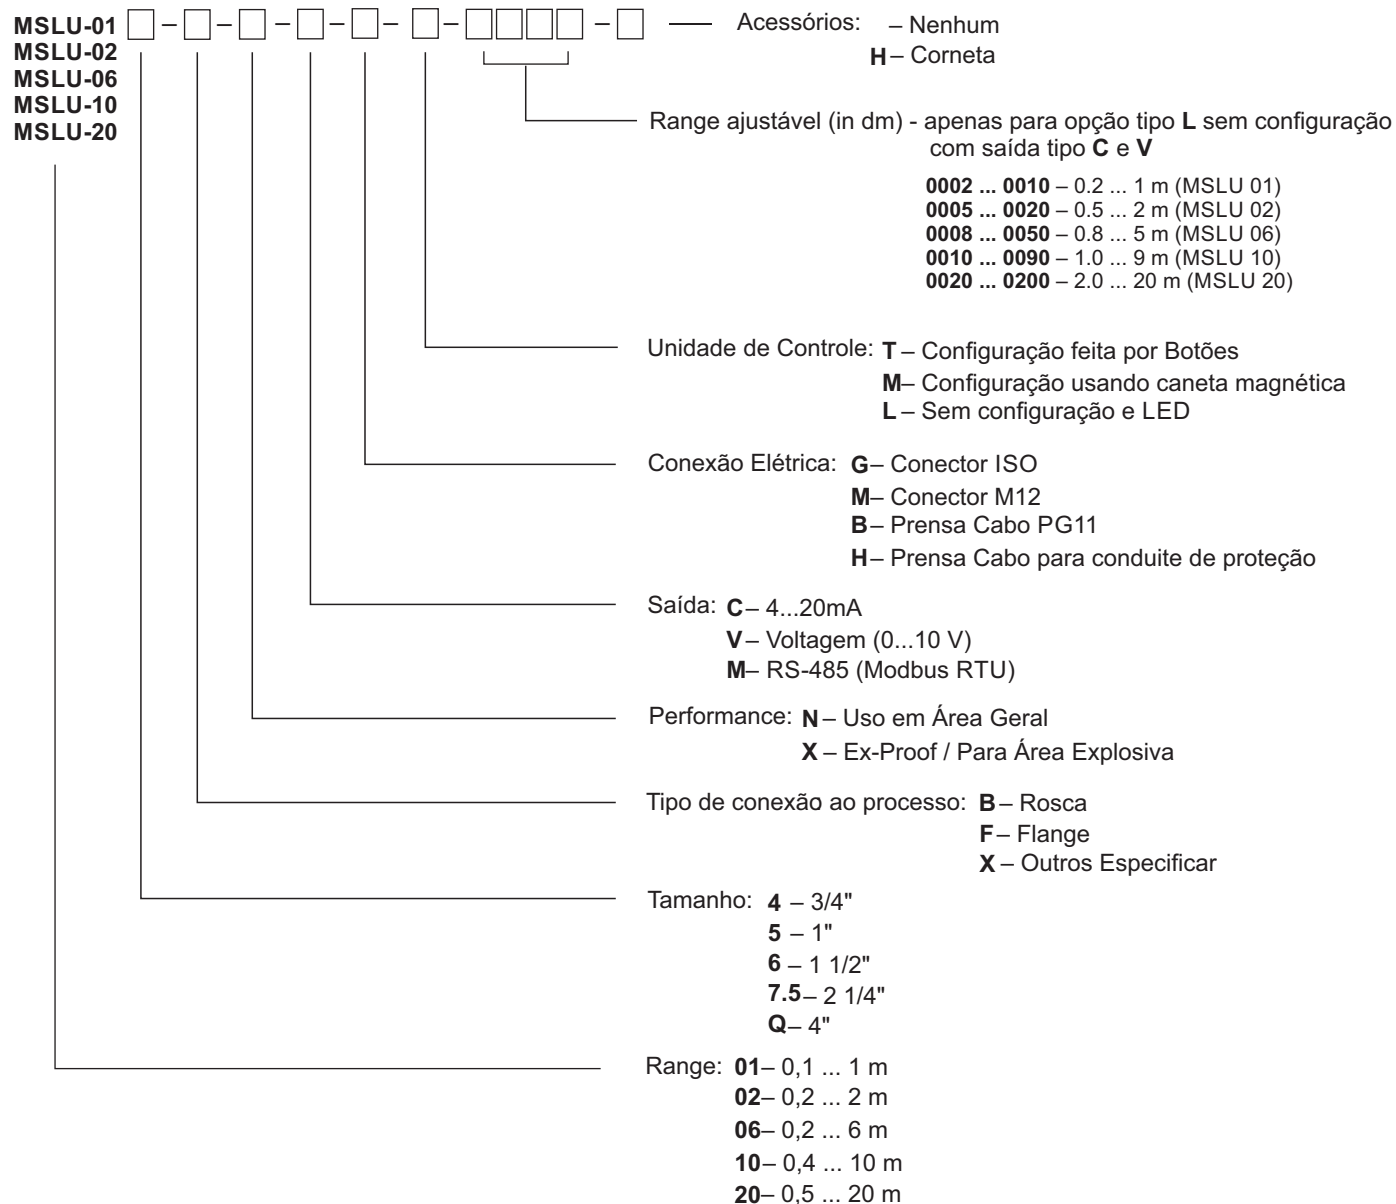 MSLU-01 – – – – – – – Acessórios: – Nenhum
MSLU-02
H – Corneta
MSLU-06
MSLU-10
MSLU-20
Range ajustável (in dm) - apenas para opção tipo L sem configuração
com saída tipo C e V
0002 ... 0010 – 0.2 ... 1 m (MSLU 01)
0005 ... 0020 – 0.5 ... 2 m (MSLU 02)
0008 ... 0050 – 0.8 ... 5 m (MSLU 06)
0010 ... 0090 – 1.0 ... 9 m (MSLU 10)
0020 ... 0200 – 2.0 ... 20 m (MSLU 20)
Unidade de Controle: T – Configuração feita por Botões
M– Configuração usando caneta magnética
L – Sem configuração e LED
Conexão Elétrica: G– Conector ISO
M– Conector M12
B– Prensa Cabo PG11
H– Prensa Cabo para conduite de proteção
Saída: C– 4...20mA
V– Voltagem (0...10 V)
M– RS-485 (Modbus RTU)
Performance: N – Uso em Área Geral
X – Ex-Proof / Para Área Explosiva
Tipo de conexão ao processo: B – Rosca
F– Flange
X – Outros Especificar
Tamanho: 4 – 3/4"
5 – 1"
6 – 1 1/2"
7.5– 2 1/4"
Q– 4"
Range: 01– 0,1 ... 1 m
02– 0,2 ... 2 m
06– 0,2 ... 6 m
10– 0,4 ... 10 m
20– 0,5 ... 20 m